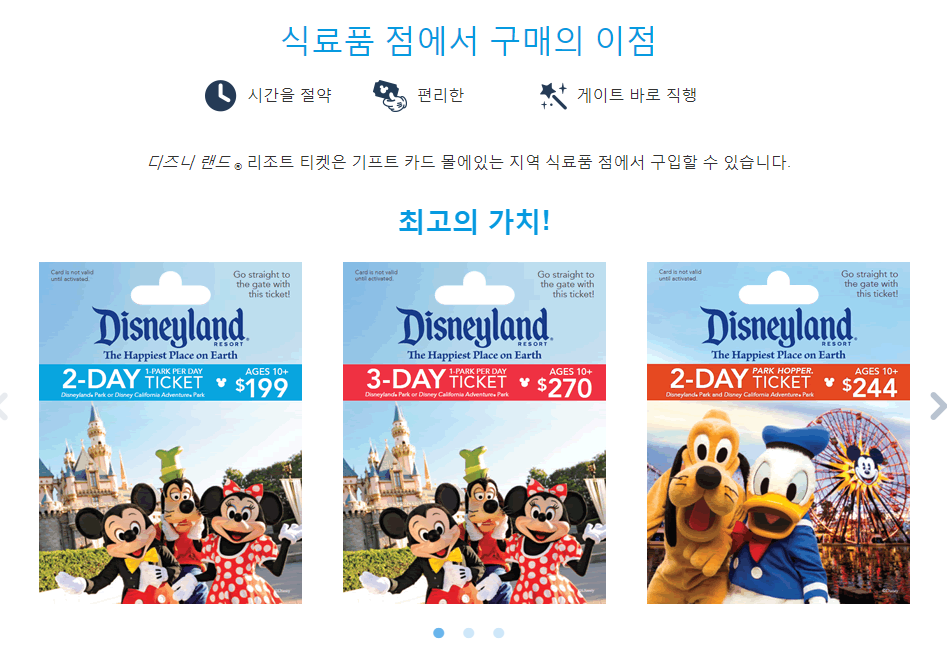 식료품 점에서 구매의 이점
시간을 절약 편리한 게이트 바로 직행
디즈니 랜드 ® 리조트 티켓은 기프트 카드 몰에있는 지역 식료품 점에서 구입할 수 있습니다.
최고의 가치!
Card is not valid
until activated.
Go straight to
the gate with
this ticket!
Disneyland®
RESORT
The Happiest Place on Earth
2-DAY 1-PARK PER DAY TICKET AGES 10+ $199
Disneyland® Park or Disney California Adventure® Park
©Disney
Card is not valid
until activated.
Go straight to
the gate with
this ticket!
Disneyland®
RESORT
The Happiest Place on Earth
3-DAY 1-PARK PER DAY TICKET AGES 10+ $270
Disneyland® Park or Disney California Adventure® Park
©Disney
Card is not valid
until activated.
Go straight to
the gate with
this ticket!
Disneyland®
RESORT
The Happiest Place on Earth
2-DAY PARK HOPPER® TICKET AGES 10+ $244
Disneyland® Park and Disney California Adventure® Park
©Disney